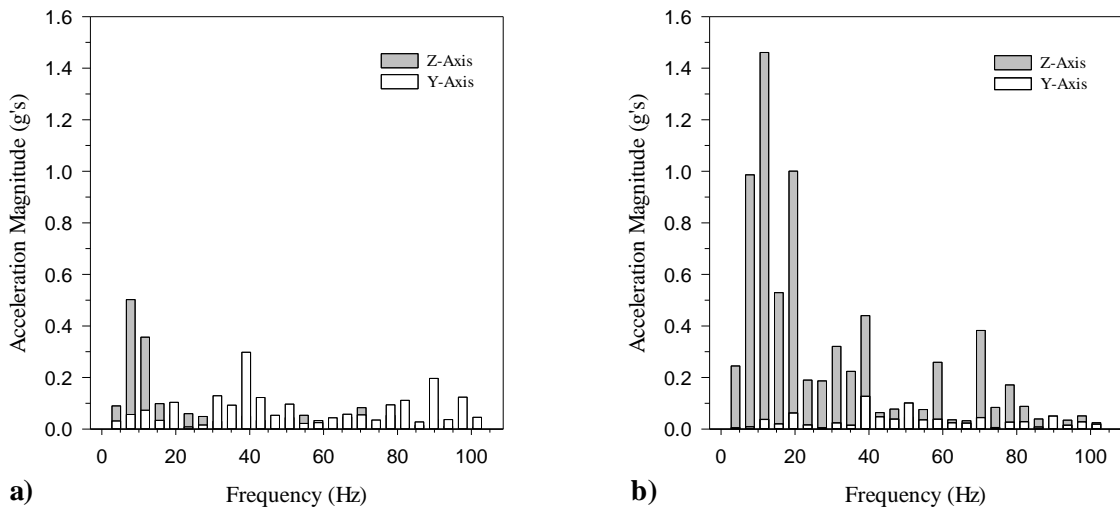 1.6
1.4
1.2
1.0
0.8
0.6
0.4
0.2
0.0
Acceleration Magnitude (g's)
Z-Axis
Y-Axis
0 20 40 60 80 100
Frequency (Hz)
a)
1.6
1.4
1.2
1.0
0.8
0.6
0.4
0.2
0.0
Acceleration Magnitude (g's)
Z-Axis
Y-Axis
0 20 40 60 80 100
Frequency (Hz)
b)